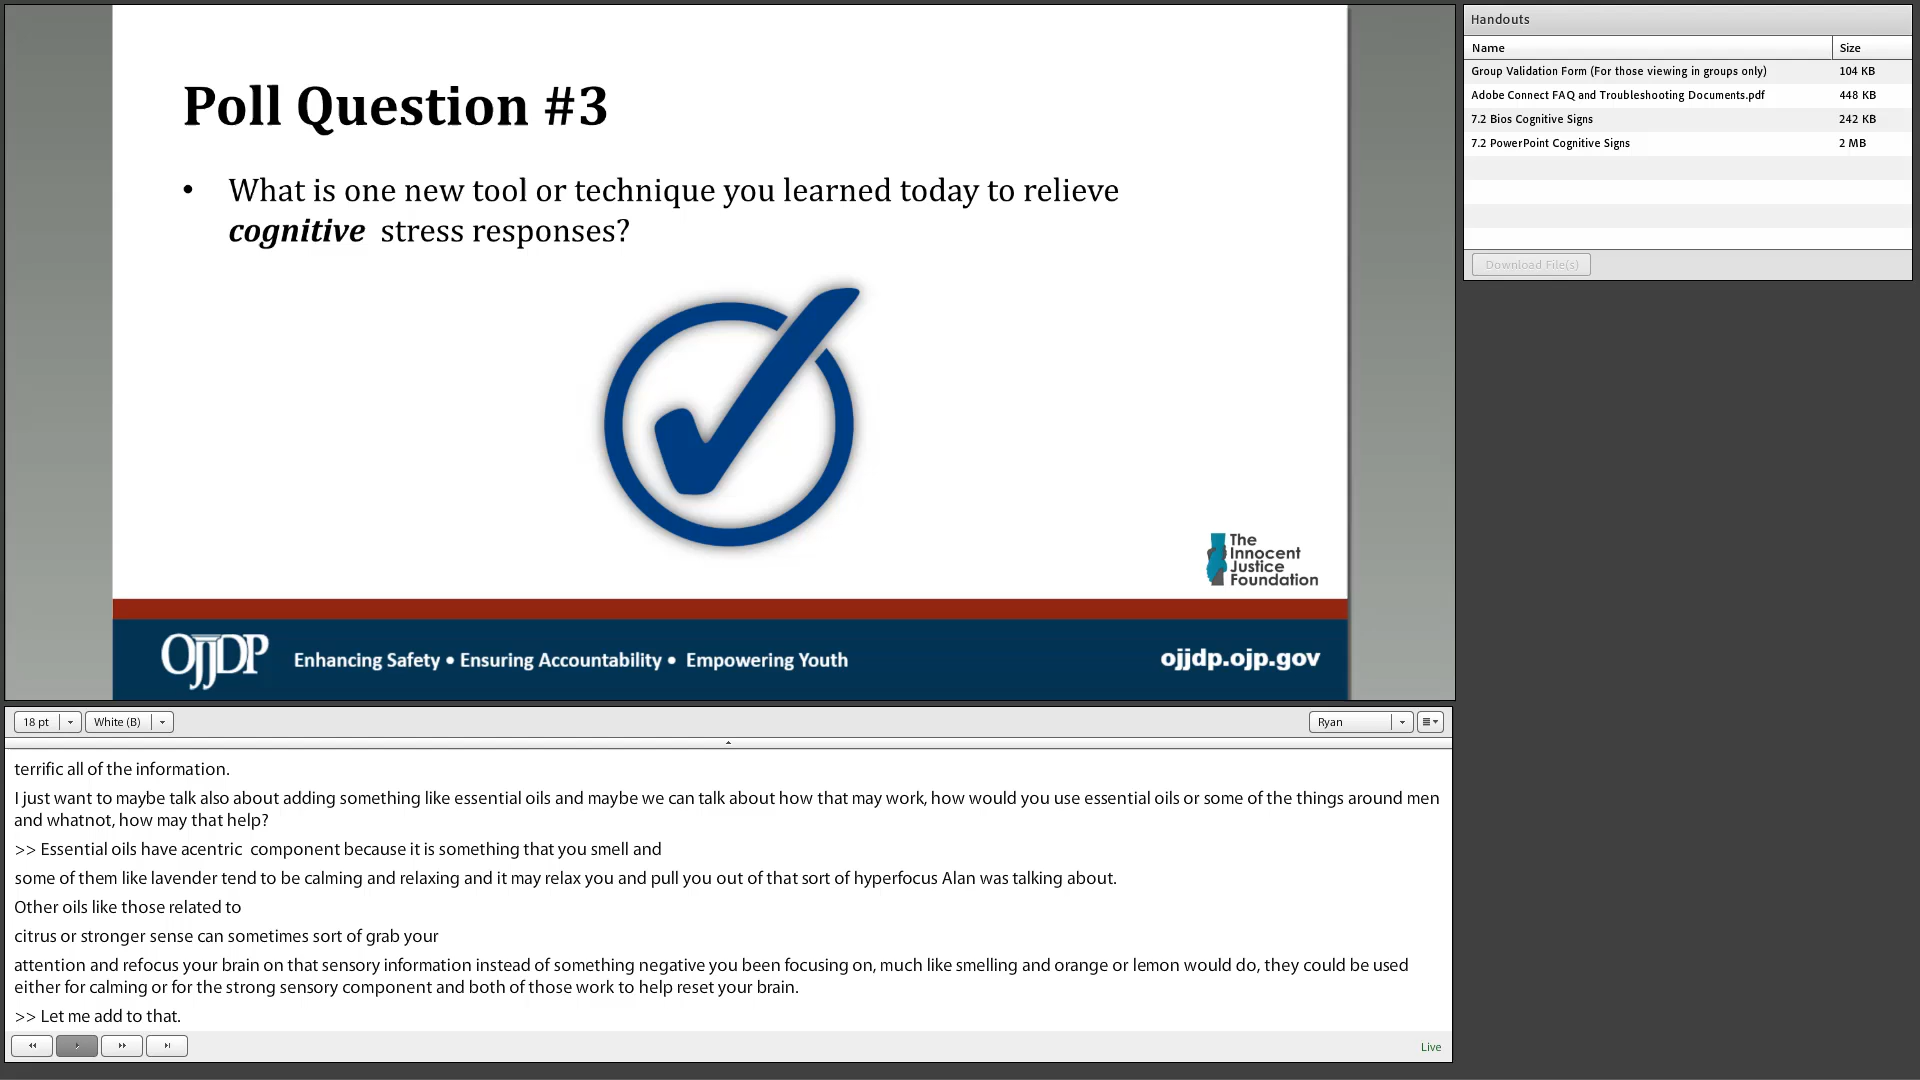 Poll Question #3
• What is one new tool or technique you learned today to relieve
cognitive stress responses?
The
Innocent
Justice
Foundation
OJJDP
Enhancing Safety • Ensuring Accountability • Empowering Youth
ojjdp.ojp.gov
Handouts
Name Size
Group Validation Form (For those viewing in groups only) 104 KB
Adobe Connect FAQ and Troubleshooting Documents.pdf 448 KB
7.2 Bios Cognitive Signs 242 KB
7.2 PowerPoint Cognitive Signs 2 MB
Download File(s)
18 pt White (B) Ryan
terrific all of the information.
I just want to maybe talk also about adding something like essential oils and maybe we can talk about how that may work, how would you use essential oils or some of the things around men
and whatnot, how may that help?
>> Essential oils have acentric component because it is something that you smell and
some of them like lavender tend to be calming and relaxing and it may relax you and pull you out of that sort of hyperfocus Alan was talking about.
Other oils like those related to
citrus or stronger sense can sometimes sort of grab your
attention and refocus your brain on that sensory information instead of something negative you been focusing on, much like smelling and orange or lemon would do, they could be used
either for calming or for the strong sensory component and both of those work to help reset your brain.
>> Let me add to that.
Live